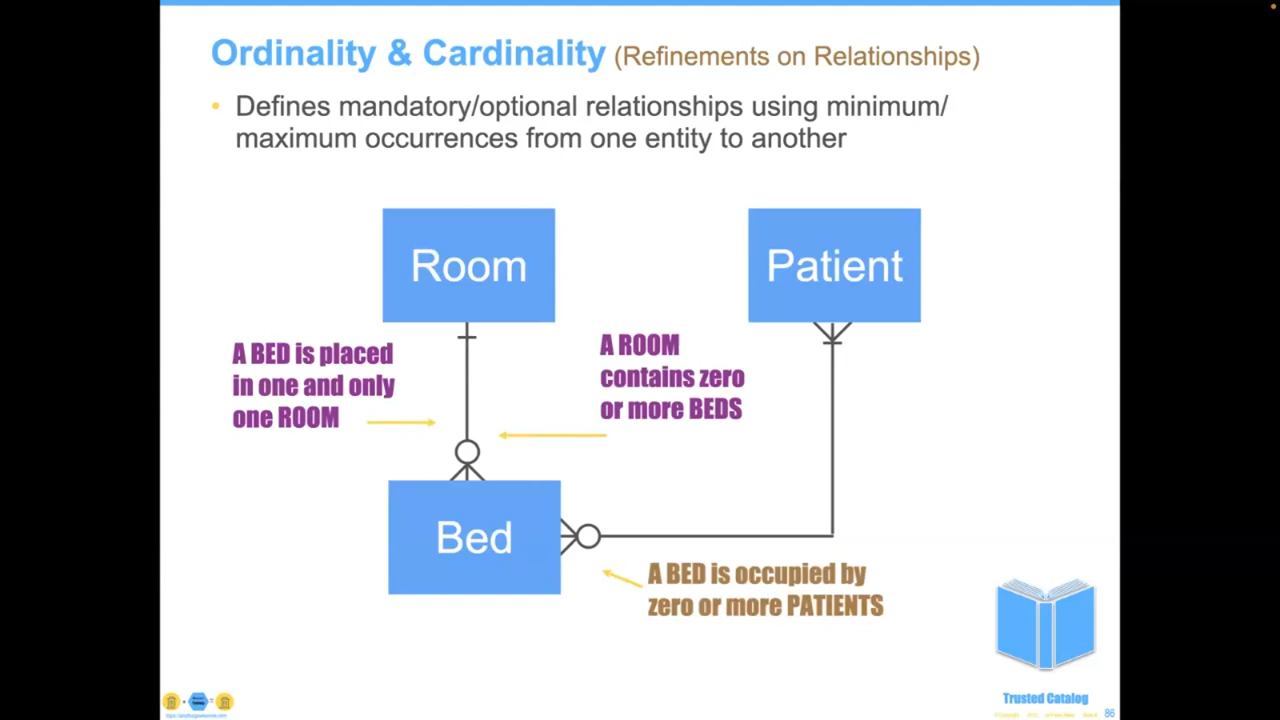 Ordinality & Cardinality (Refinements on Relationships)
• Defines mandatory/optional relationships using minimum/
maximum occurrences from one entity to another
Room
Patient
A BED is placed
in one and only
one ROOM
A ROOM
contains zero
or more BEDS
Bed
A BED is occupied by
zero or more PATIENTS
Trusted Catalog
86